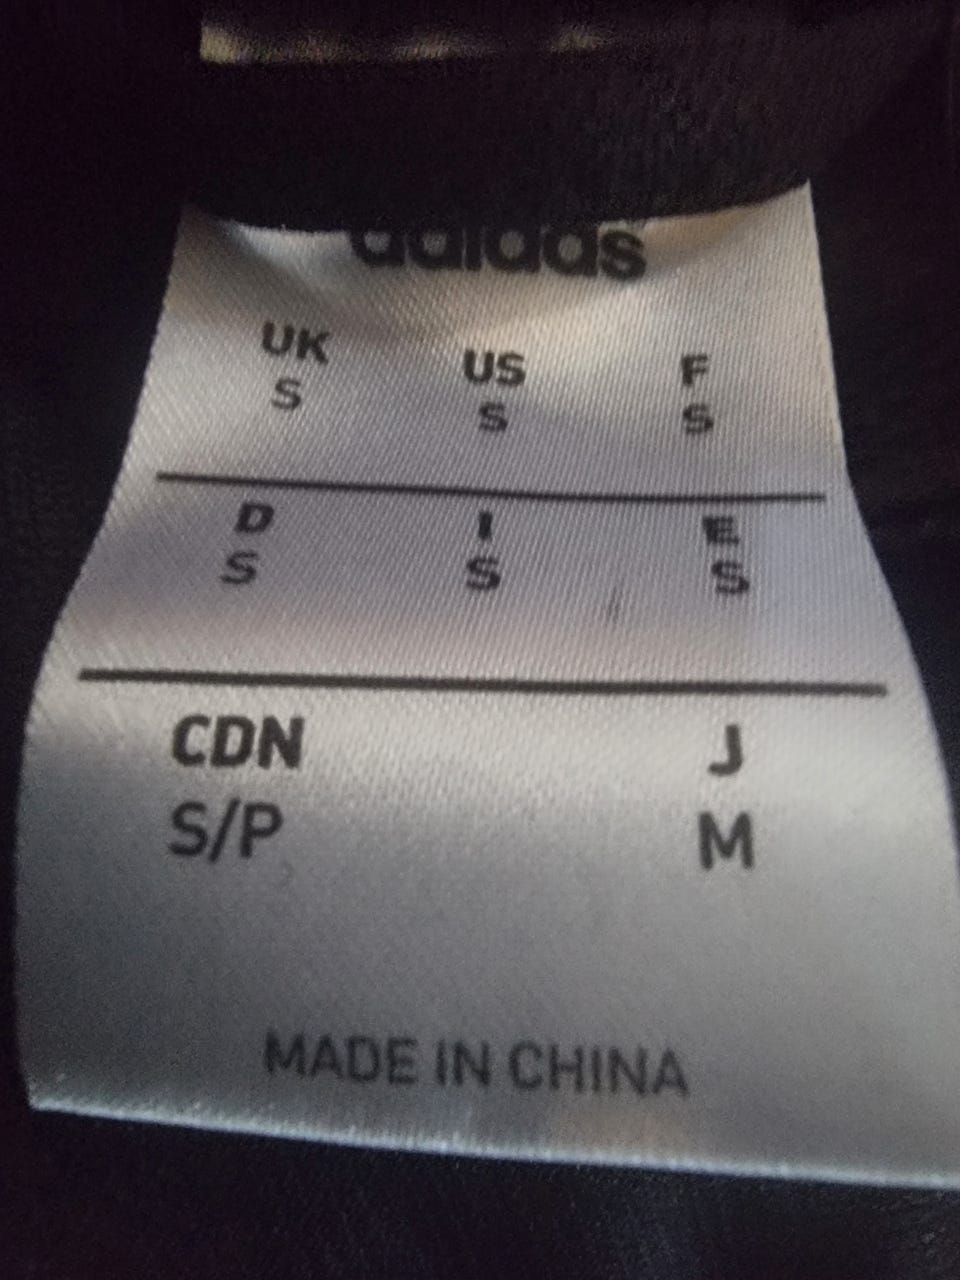 adidas
UK US F
S S S
D I E
S S S
CDN J
S/P M
MADE IN CHINA